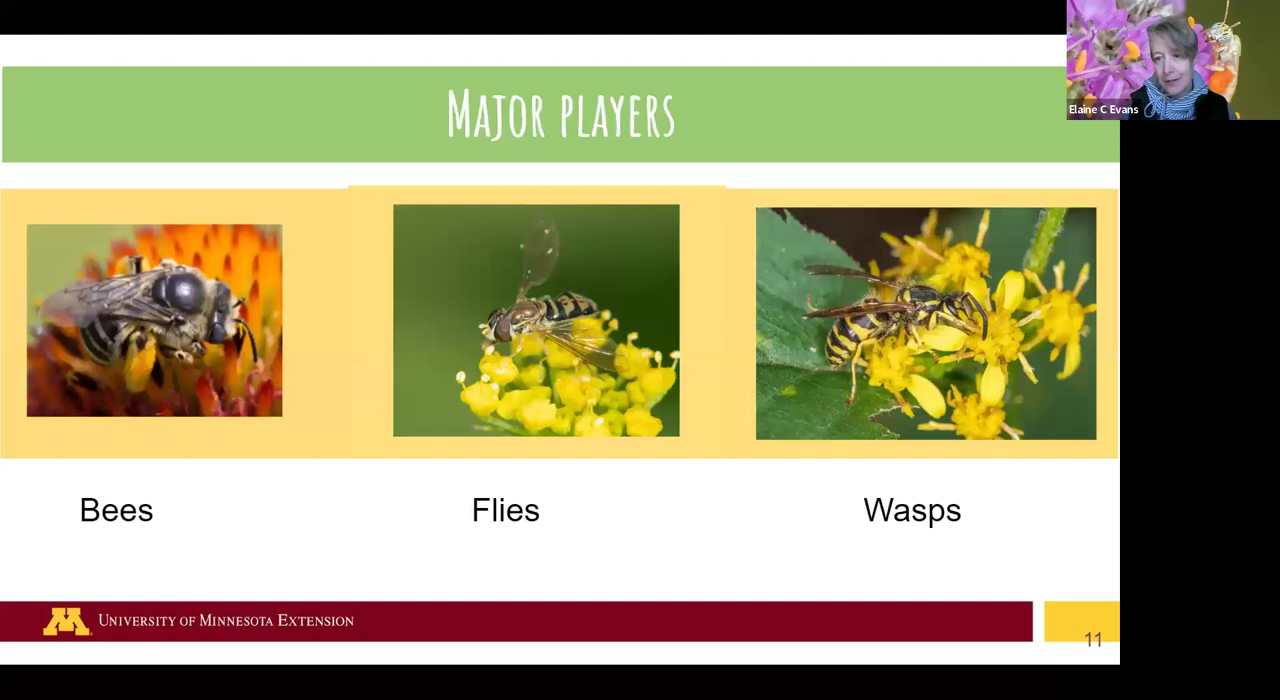 Elaine C Evans
Major players
Bees
Flies
Wasps
University of Minnesota Extension
11